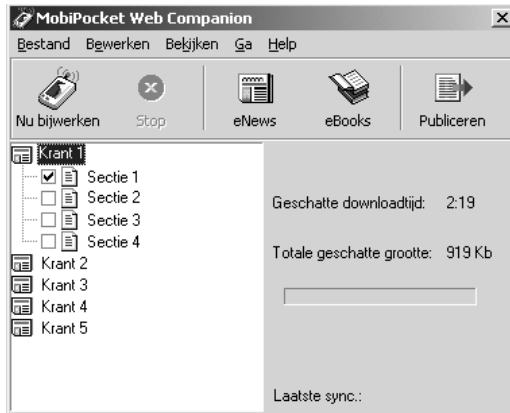 MobiPocket Web Companion
Bestand Bewerken Bekijken Ga Help
Nu bijwerken Stop eNews eBooks Publiceren
Krant 1
Sectie 1
Sectie 2
Sectie 3
Sectie 4
Krant 2
Krant 3
Krant 4
Krant 5
Geschatte downloadtijd: 2:19
Totale geschatte grootte: 919 Kb
Laatste sync.: